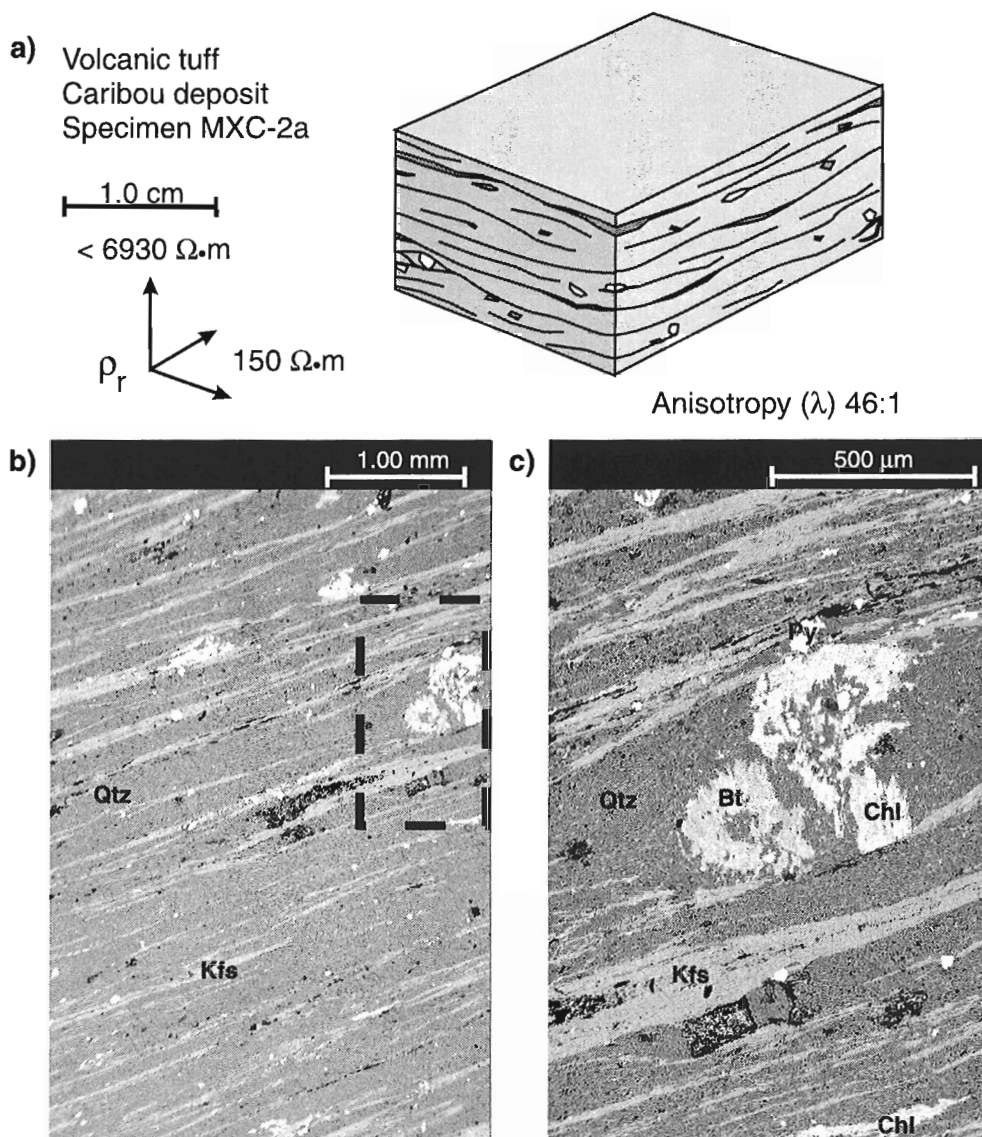 a)
Volcanic tuff
Caribou deposit
Specimen MXC-2a
1.0 cm
< 6930 Ω•m
150 Ω•m
ρr
Anisotropy (λ) 46:1
b)
1.00 mm
Qtz
Kfs
c)
500 µm
Py
Qtz
Bt
Chl
Kfs
Chl